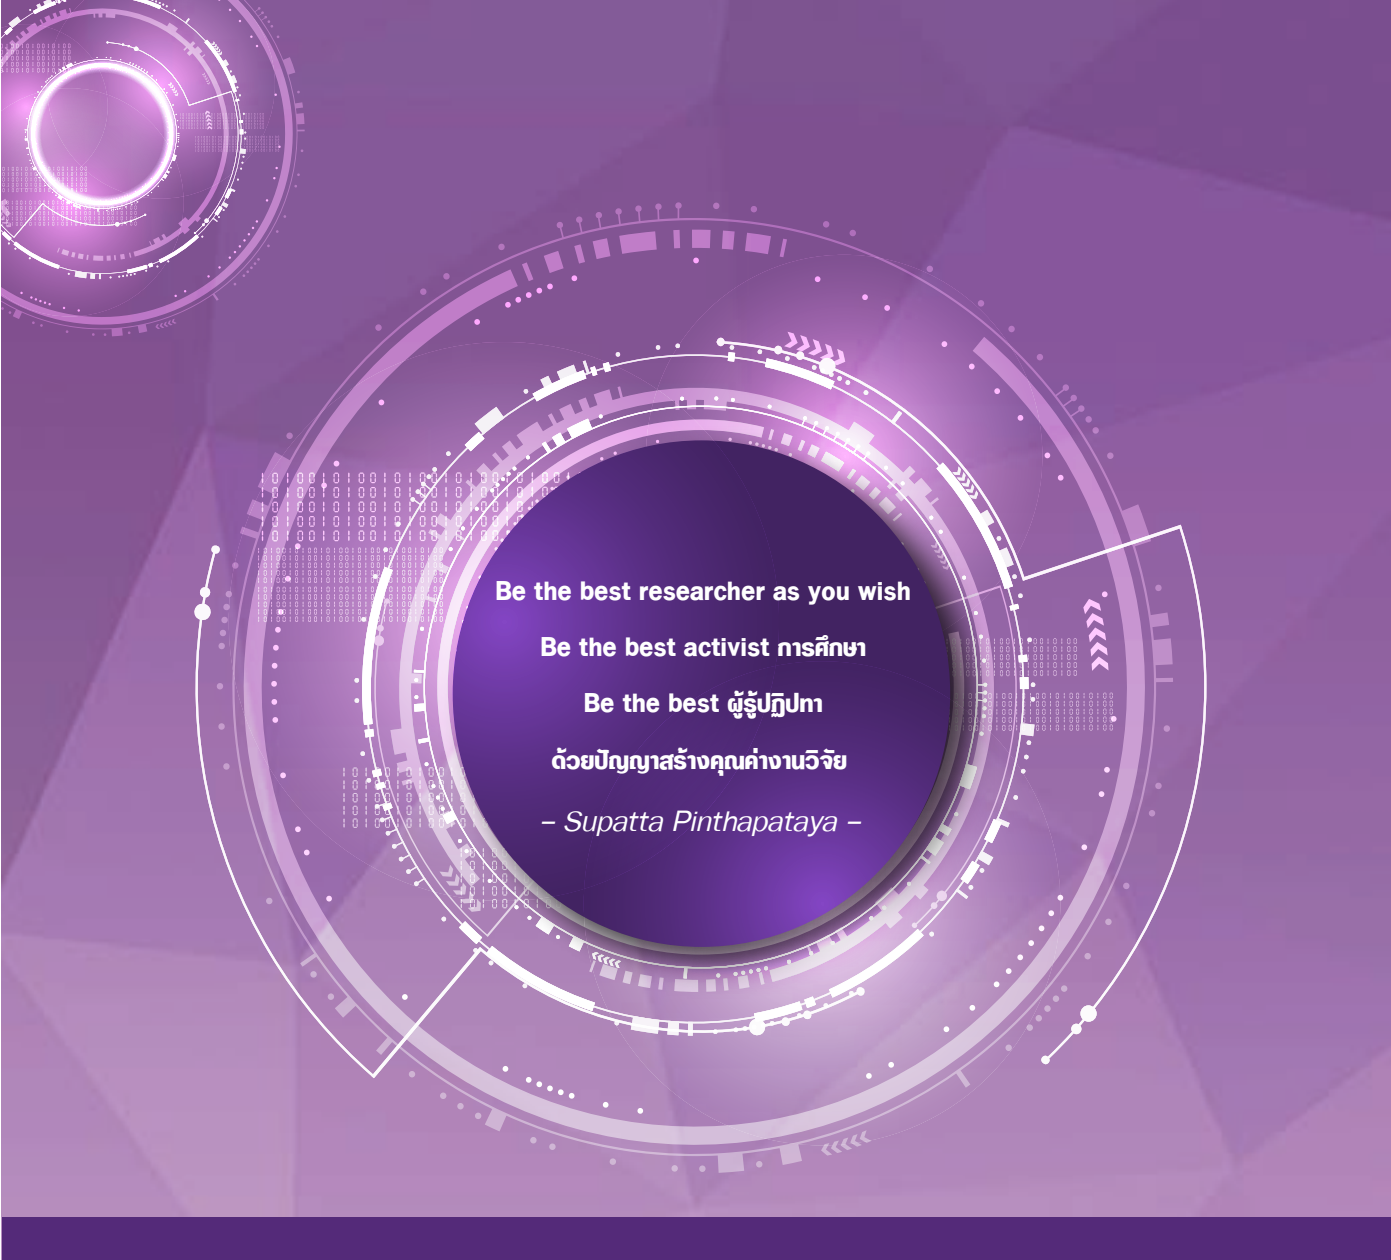 Be the best researcher as you wish
Be the best activist การศึกษา
Be the best ผู้รู้ปฏิปทา
ด้วยปัญญาสร้างคุณค่างานวิจัย
– Supatta Pinthapataya –